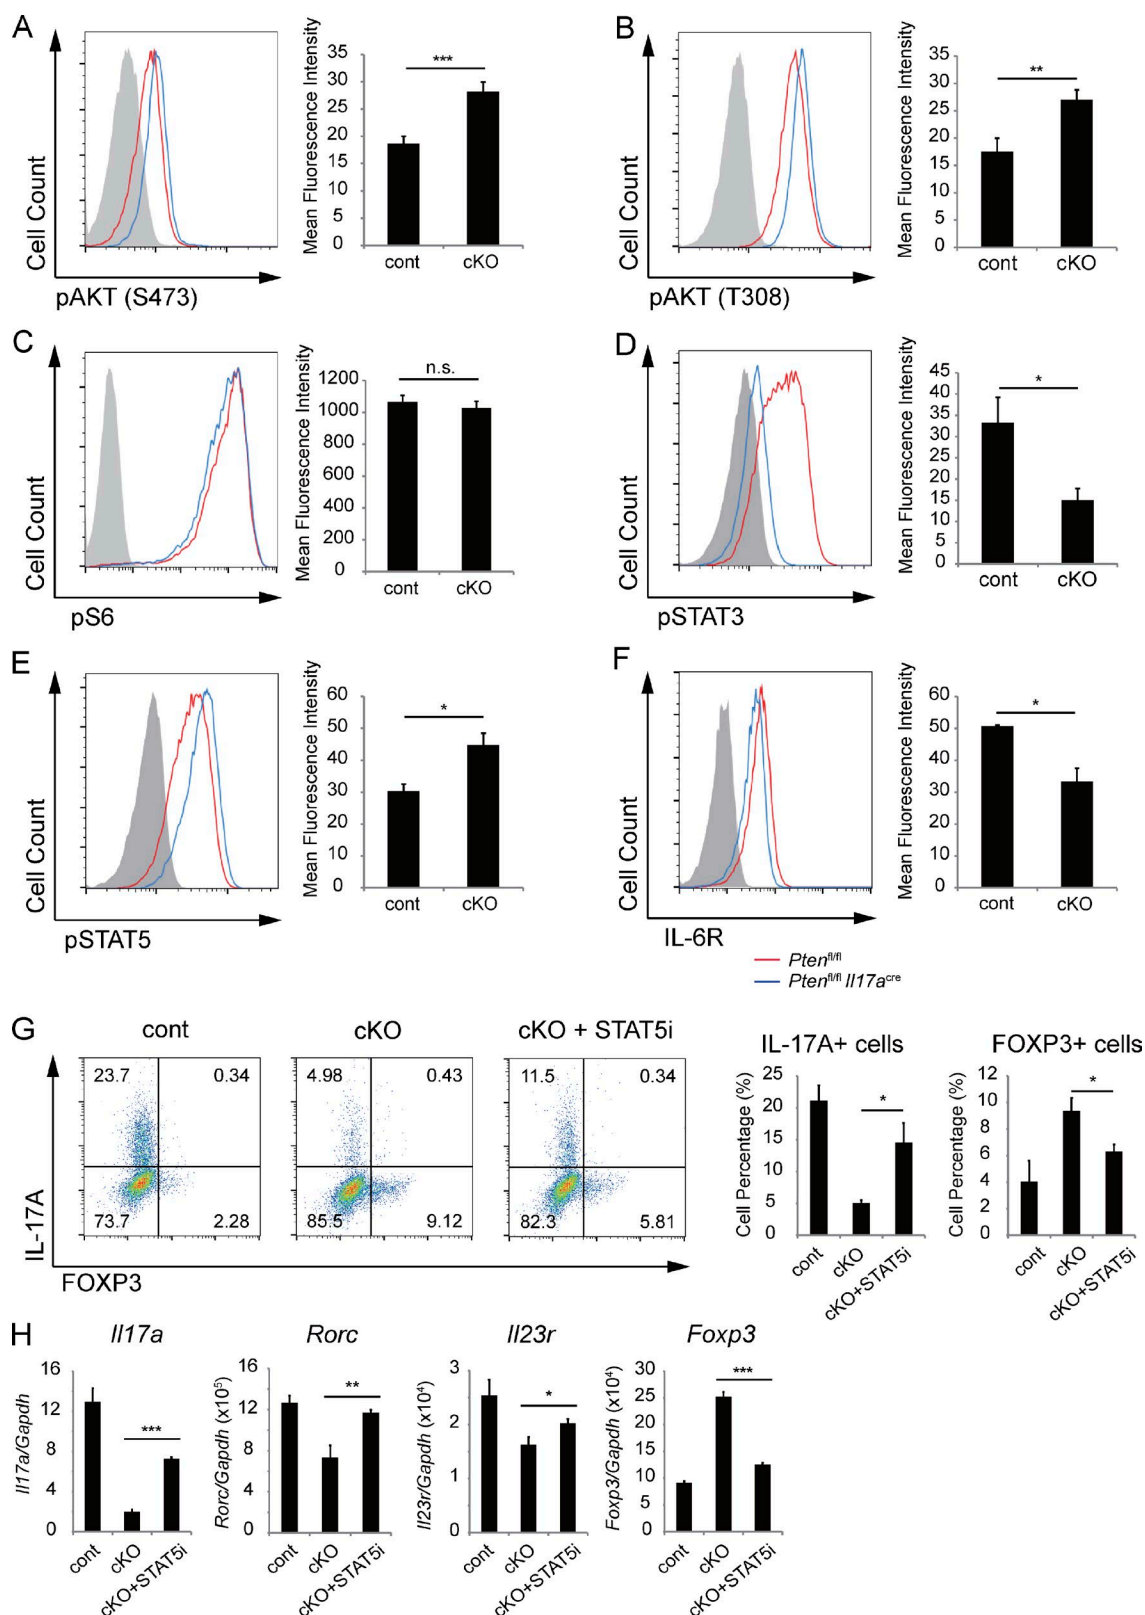 A
Cell Count
pAKT (S473)
Mean Fluorescence Intensity
35
30
25
20
15
10
5
0
***
cont cKO
B
Cell Count
pAKT (T308)
Mean Fluorescence Intensity
35
30
25
20
15
10
5
0
**
cont cKO
C
Cell Count
pS6
Mean Fluorescence Intensity
1200
1000
800
600
400
200
0
n.s.
cont cKO
D
Cell Count
pSTAT3
Mean Fluorescence Intensity
45
35
30
25
20
15
10
5
0
*
cont cKO
E
Cell Count
pSTAT5
Mean Fluorescence Intensity
60
50
40
30
20
10
0
*
cont cKO
F
Cell Count
IL-6R
Mean Fluorescence Intensity
60
50
40
30
20
10
0
*
cont cKO
Pten^fl/fl
Pten^fl/fl Il17a^cre
G
cont cKO cKO + STAT5i
23.7 0.34 4.98 0.43 11.5 0.34
73.7 2.28 85.5 9.12 82.3 5.81
IL-17A
FOXP3
IL-17A+ cells
Cell Percentage (%)
25
20
15
10
5
0
*
cont cKO cKO+STAT5i
FOXP3+ cells
Cell Percentage (%)
12
10
8
6
4
2
0
*
cont cKO cKO+STAT5i
H
Il17a
Il17a/Gapdh
16
12
8
4
0
***
cont cKO cKO+STAT5i
Rorc
Rorc/Gapdh (x10⁵)
16
12
8
4
0
**
cont cKO cKO+STAT5i
Il23r
Il23r/Gapdh (x10⁴)
3
2
1
0
*
cont cKO cKO+STAT5i
Foxp3
Foxp3/Gapdh (x10⁴)
30
25
20
15
10
5
0
***
cont cKO cKO+STAT5i